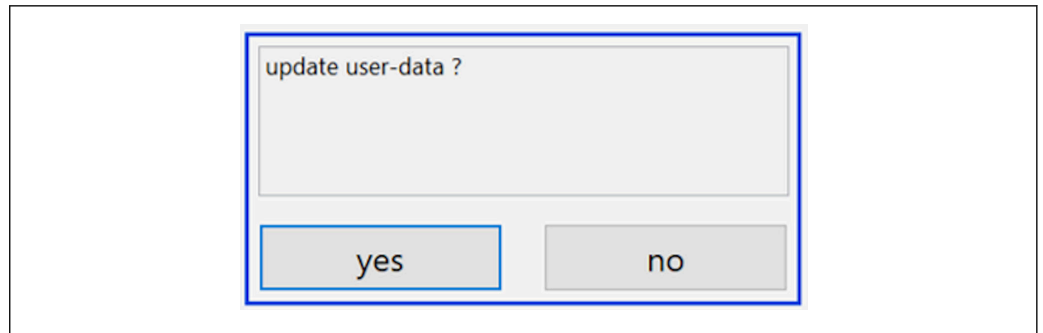 update user-data ?
yes
no